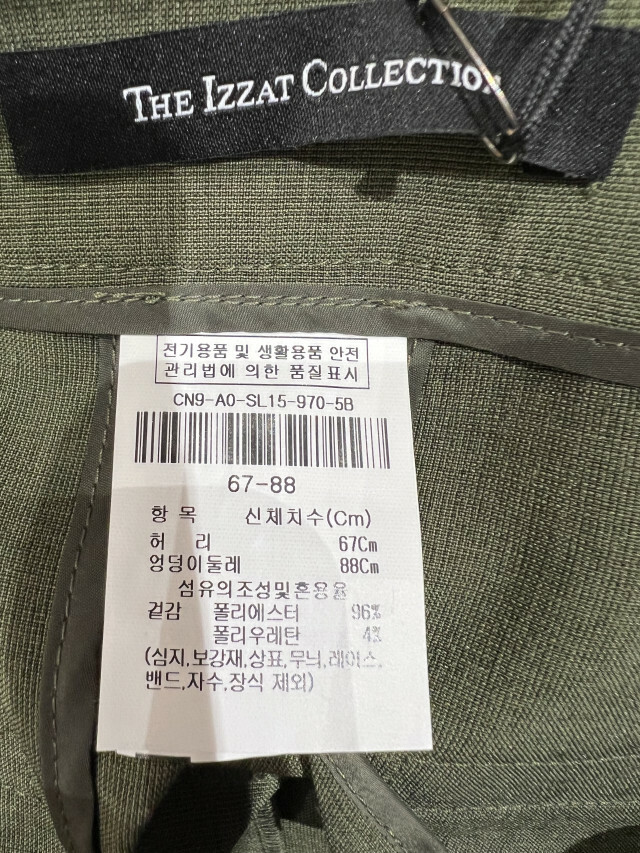 THE IZZAT COLLECTION
전기용품 및 생활용품 안전
관리법에 의한 품질표시
CN9-A0-SL15-970-5B
67-88
항 목 신체치수(Cm)
허 리 67Cm
엉덩이둘레 88Cm
섬유의조성및혼용율
겉감 폴리에스터 96%
폴리우레탄 4%
(심지,보강재,상표,무늬,레이스,
밴드,자수,장식 제외)